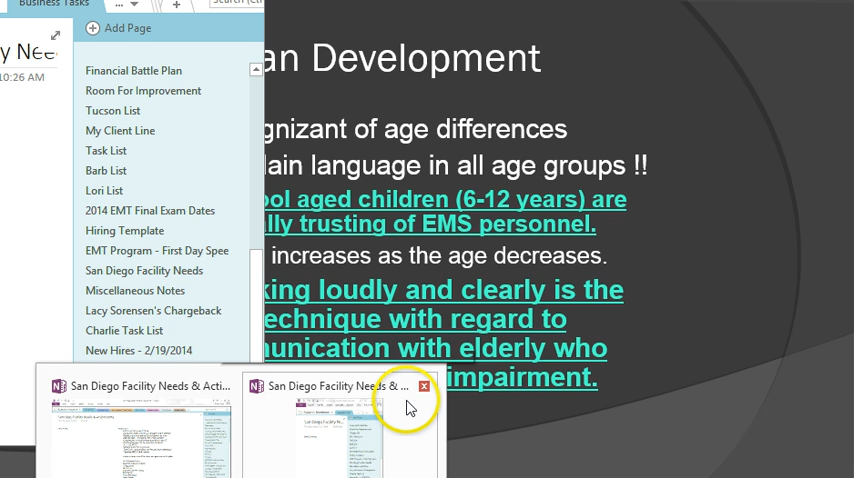 Business Tasks
Search (Ctrl
Add Page
10:26 AM
Financial Battle Plan
Room For Improvement
Tucson List
My Client Line
Task List
Barb List
Lori List
2014 EMT Final Exam Dates
Hiring Template
EMT Program - First Day Spee
San Diego Facility Needs
Miscellaneous Notes
Lacy Sorensen's Chargeback
Charlie Task List
New Hires - 2/19/2014
San Diego Facility Needs & Acti...
San Diego Facility Needs & ...
an Development
gnizant of age differences
lain language in all age groups !!
ool aged children (6-12 years) are
lly trusting of EMS personnel.
increases as the age decreases.
king loudly and clearly is the
echnique with regard to
unication with elderly who
impairment.